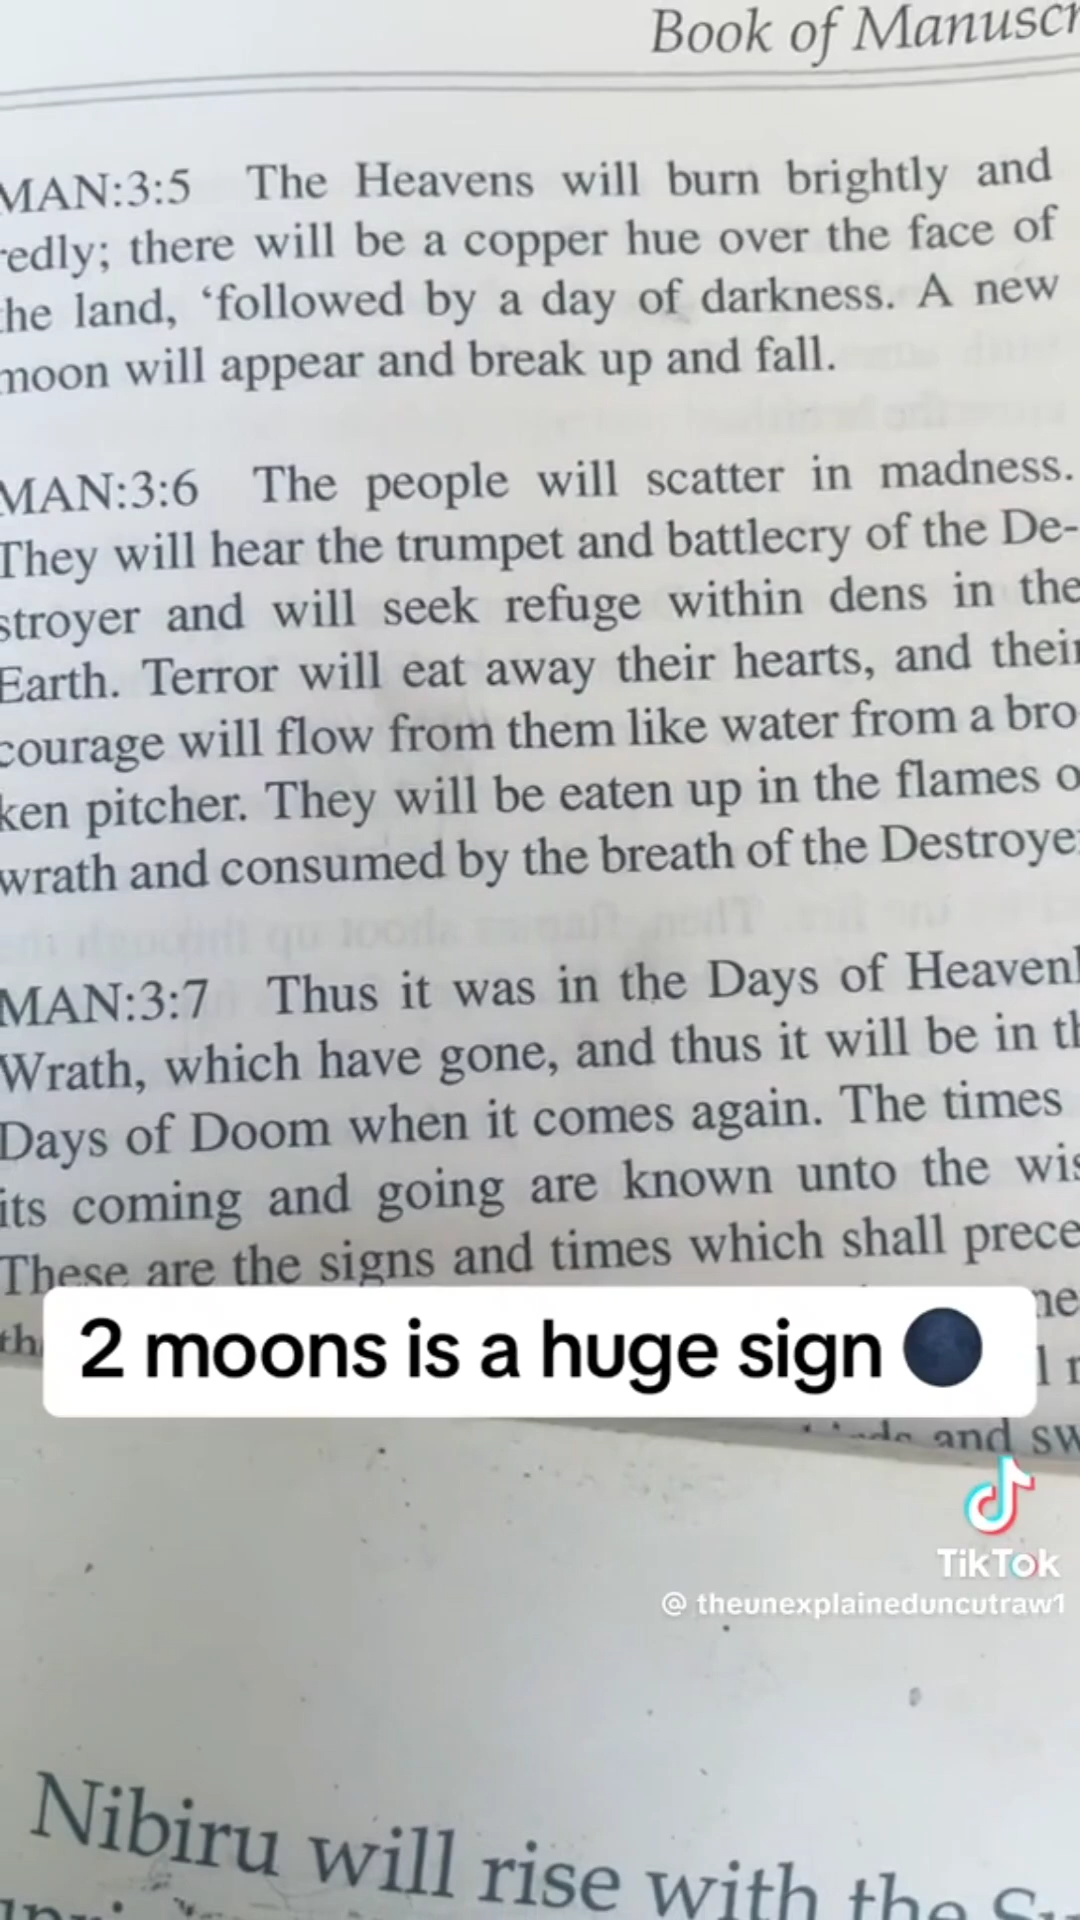 Book of
MAN:3:5 The Heavens will burn brightly and
redly; there will be a copper hue over the face of
the land, ‘followed by a day of darkness. A new
moon will appear and break up and fall.
MAN:3:6 The people will scatter in madness.
They will hear the trumpet and battlecry of the De-
stroyer and will seek refuge within dens in the
Earth. Terror will eat away their hearts, and their
courage will flow from them like water from a bro
ken pitcher. They will be eaten up in the flames
wrath and consumed by the breath of the Destroye
MAN:3:7 Thus it was in the Days of Heavenl
Wrath, which have gone, and thus it will be in th
Days of Doom when it comes again. The times
its coming and going are known unto the wis
These are the signs and times which shall prece
2 moons is a huge sign 🌑
and sw
TikTok
@ theunexplaineduncutraw1
Nibiru will rise with the